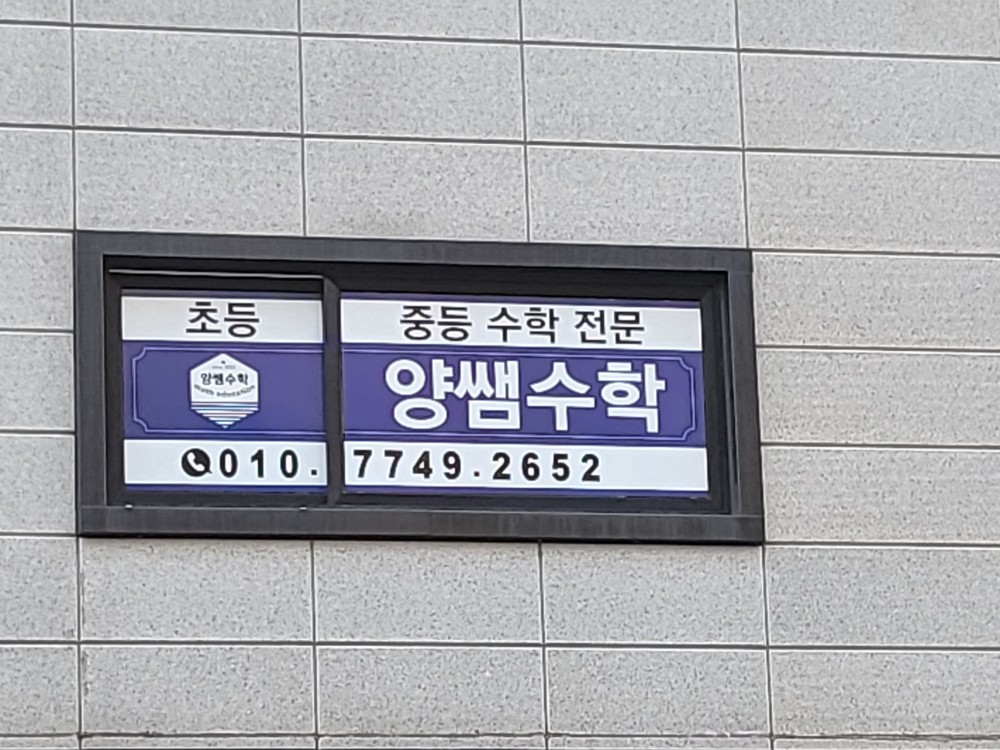 초등 중등 수학 전문
양쌤수학
양쌤수학
010.7749.2652